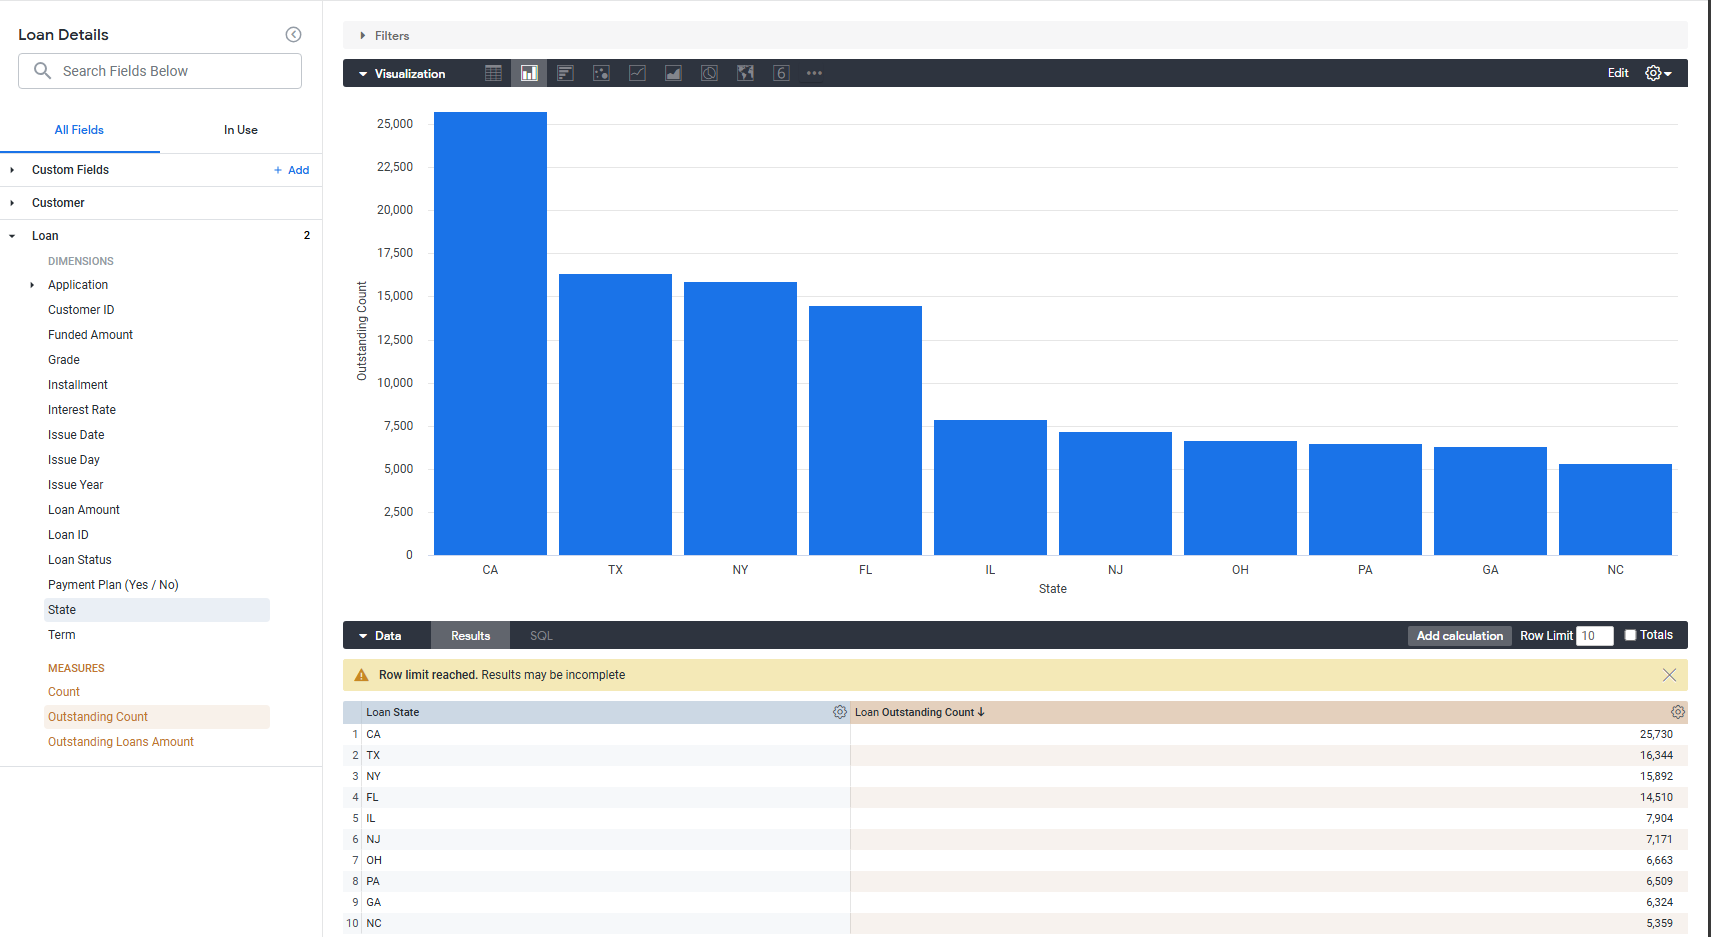 Loan Details
Search Fields Below
All Fields In Use
Custom Fields + Add
Customer
Loan 2
DIMENSIONS
Application
Customer ID
Funded Amount
Grade
Installment
Interest Rate
Issue Date
Issue Day
Issue Year
Loan Amount
Loan ID
Loan Status
Payment Plan (Yes / No)
State
Term
MEASURES
Count
Outstanding Count
Outstanding Loans Amount
Filters
Visualization 6 Edit
25,000
22,500
20,000
17,500
15,000
12,500
10,000
7,500
5,000
2,500
0
Outstanding Count
CA TX NY FL IL NJ OH PA GA NC
State
Data Results SQL Add calculation Row Limit 10 Totals
Row limit reached. Results may be incomplete
Loan State Loan Outstanding Count ↓
1 CA 25,730
2 TX 16,344
3 NY 15,892
4 FL 14,510
5 IL 7,904
6 NJ 7,171
7 OH 6,663
8 PA 6,509
9 GA 6,324
10 NC 5,359